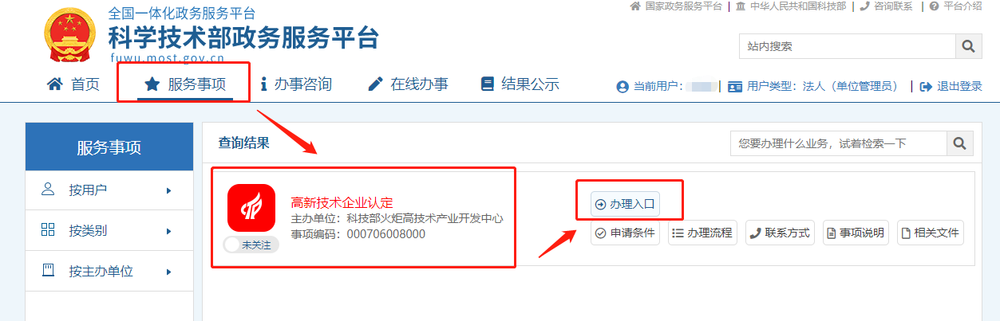 国家政务服务平台 | 中华人民共和国科技部 | 咨询联系 | 平台介绍
全国一体化政务服务平台
科学技术部政务服务平台
fuwu.most.gov.cn
站内搜索
首页 服务事项 办事咨询 在线办事 结果公示
当前用户： | 用户类型：法人（单位管理员） | 退出登录
服务事项
按用户
按类别
按主办单位
查询结果
您要办理什么业务，试着检索一下
高新技术企业认定
主办单位：科技部火炬高技术产业开发中心
事项编码：000706008000
未关注
办理入口
申请条件 办理流程 联系方式 事项说明 相关文件